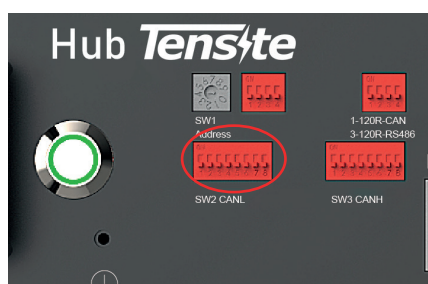 Hub Tensite
SW1
Address
1-120R-CAN
3-120R-RS486
SW2 CANL
SW3 CANH